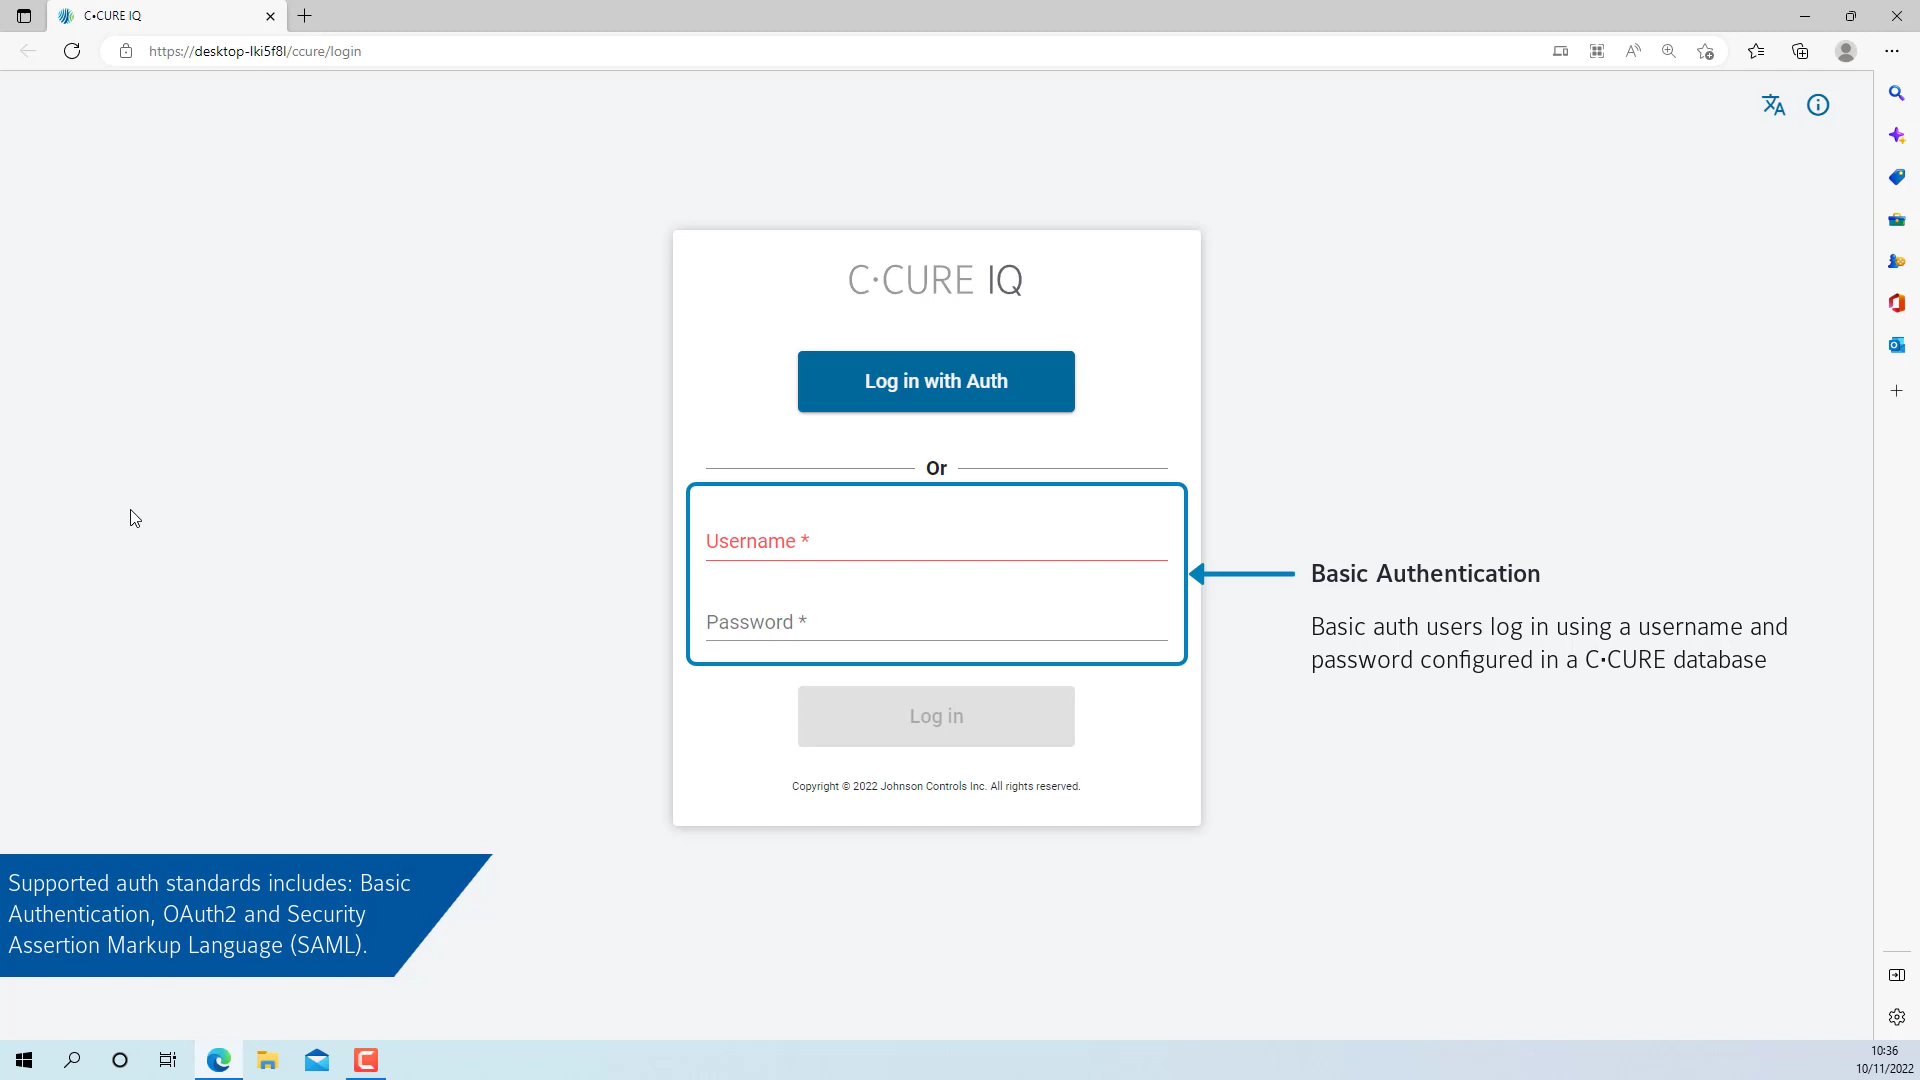 C•CURE IQ
https://desktop-lki5f8l/ccure/login
C·CURE IQ
Log in with Auth
Or
Username *
Password *
Basic Authentication
Basic auth users log in using a username and
password configured in a C•CURE database
Log in
Copyright © 2022 Johnson Controls Inc. All rights reserved.
Supported auth standards includes: Basic
Authentication, OAuth2 and Security
Assertion Markup Language (SAML).
10:36
10/11/2022